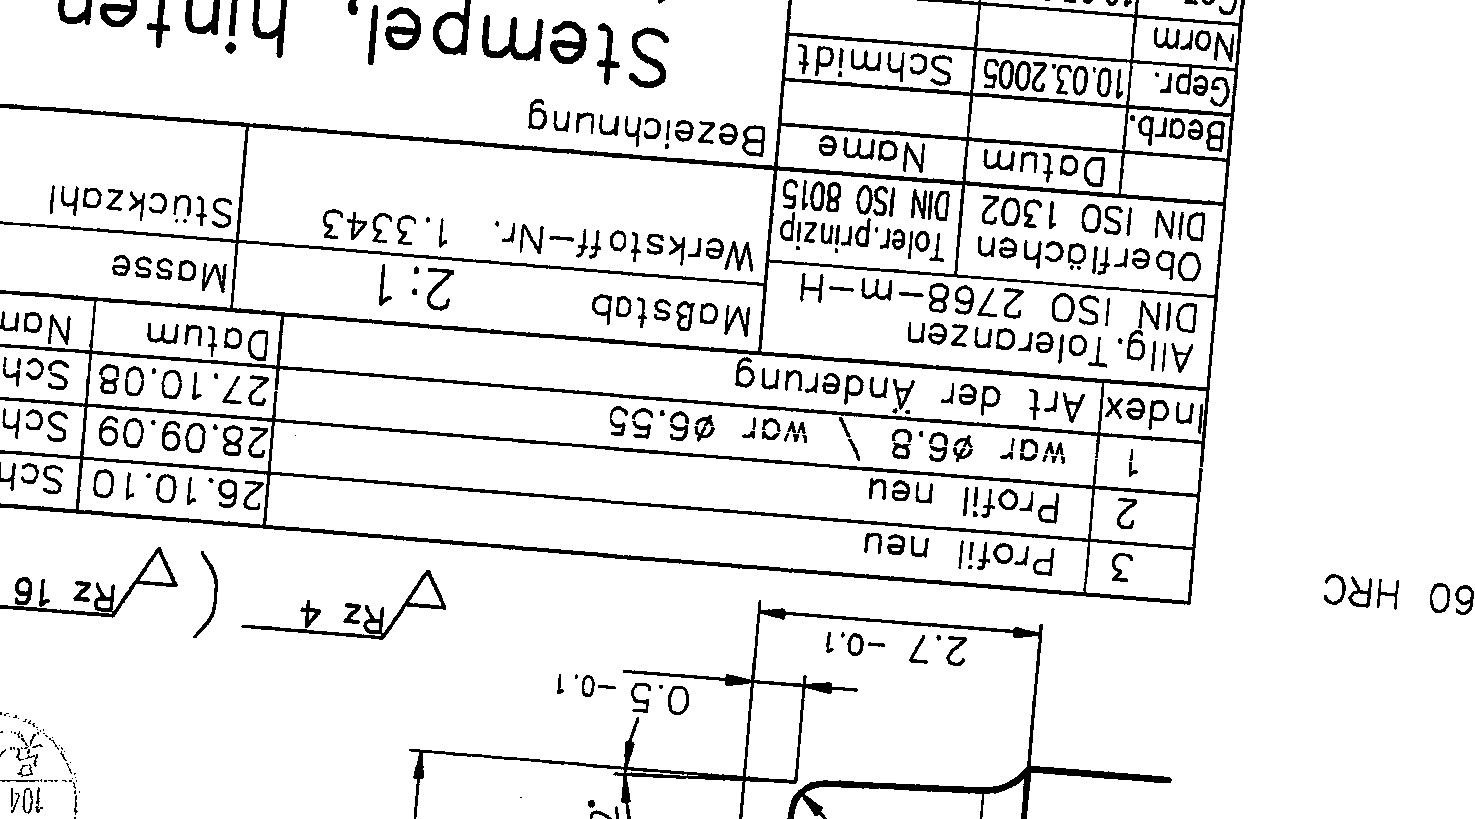 104
0.5 -0.1
2.7 -0.1
60 HRC
Rz 4 ( Rz 16
3 Profil neu 26.10.10 Sch
2 Profil neu 28.09.09 Sch
1 war ø6.8 \ war ø6.55 27.10.08 Sch
Index Art der Änderung Datum Nam
Allg. Toleranzen
DIN ISO 2768-m-H
Maßstab 2:1
Masse
Oberflächen
DIN ISO 1302
Toler.prinzip
DIN ISO 8015
Werkstoff-Nr. 1.3343
Stückzahl
Datum Name
Bezeichnung
Bearb.
Gepr. 10.03.2005 Schmidt
Norm
Stempel, hinten